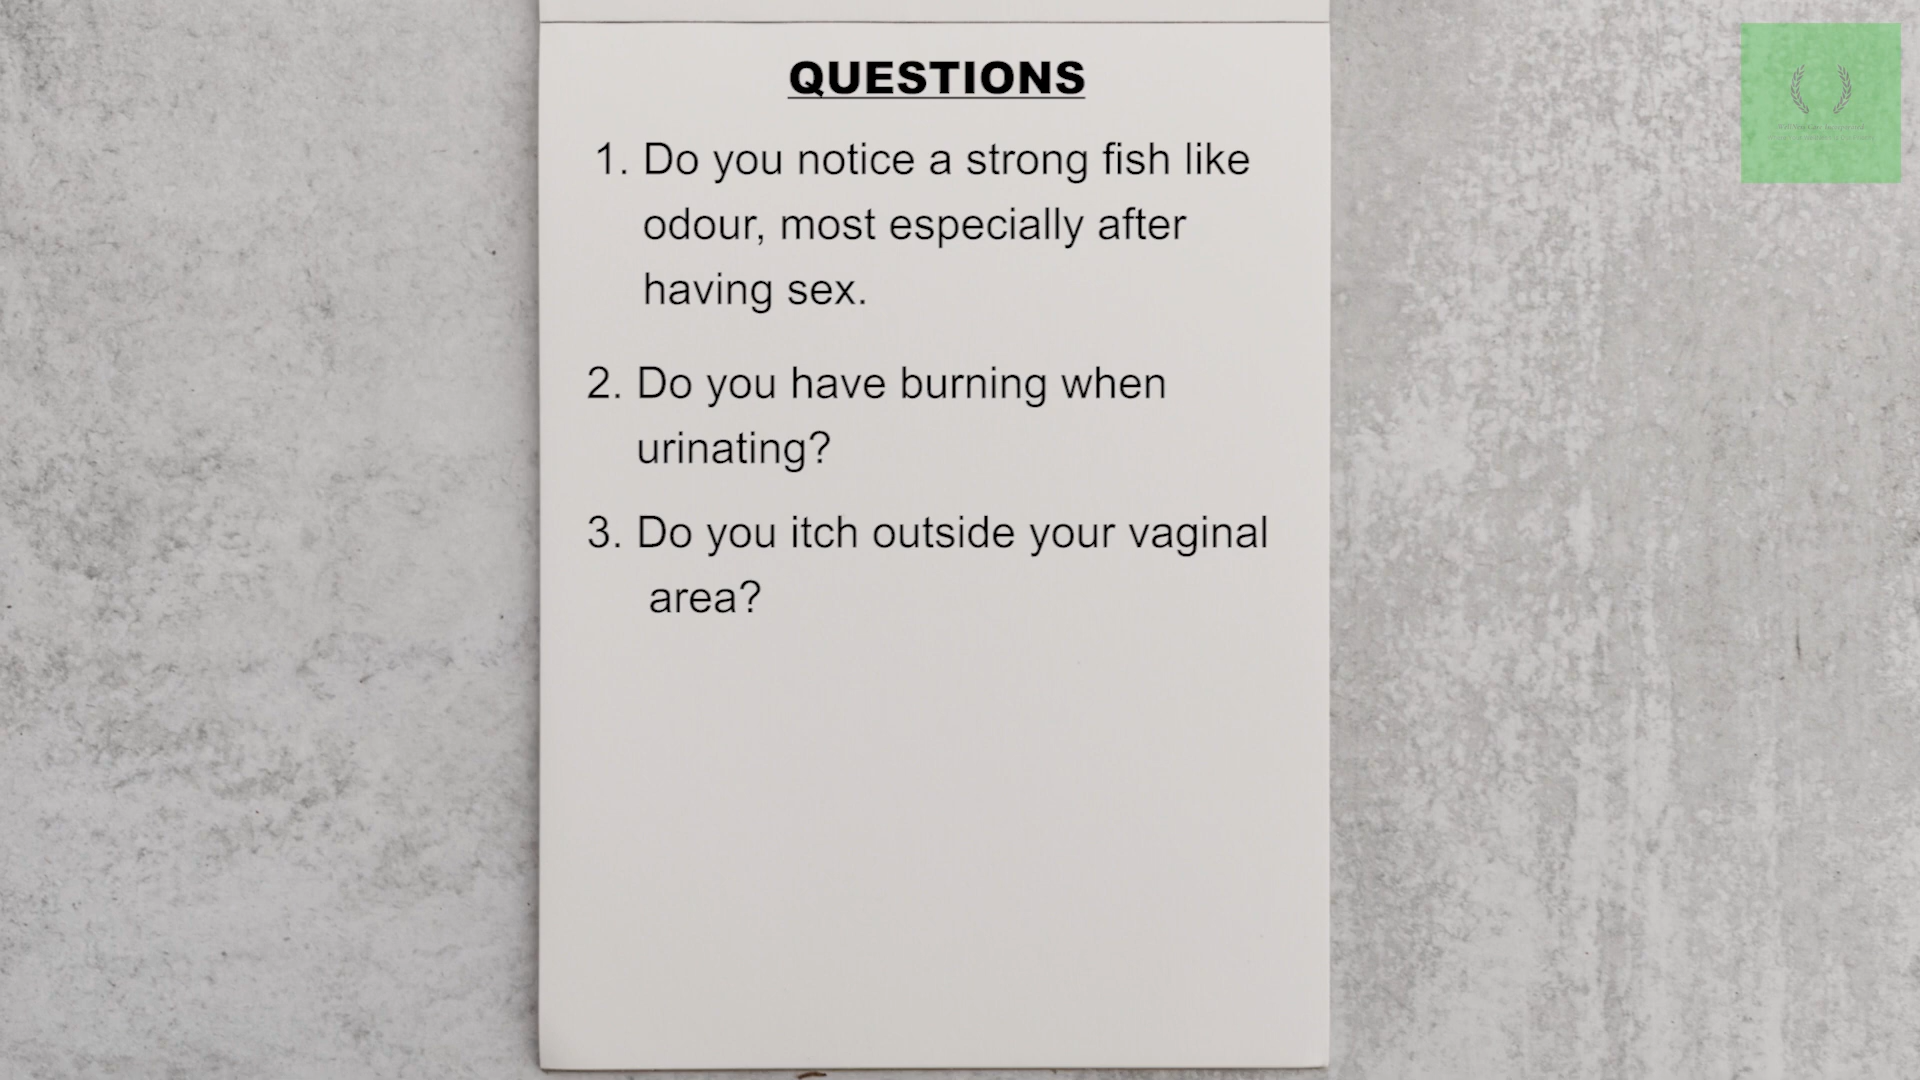 QUESTIONS
1. Do you notice a strong fish like
odour, most especially after
having sex.
2. Do you have burning when
urinating?
3. Do you itch outside your vaginal
area?